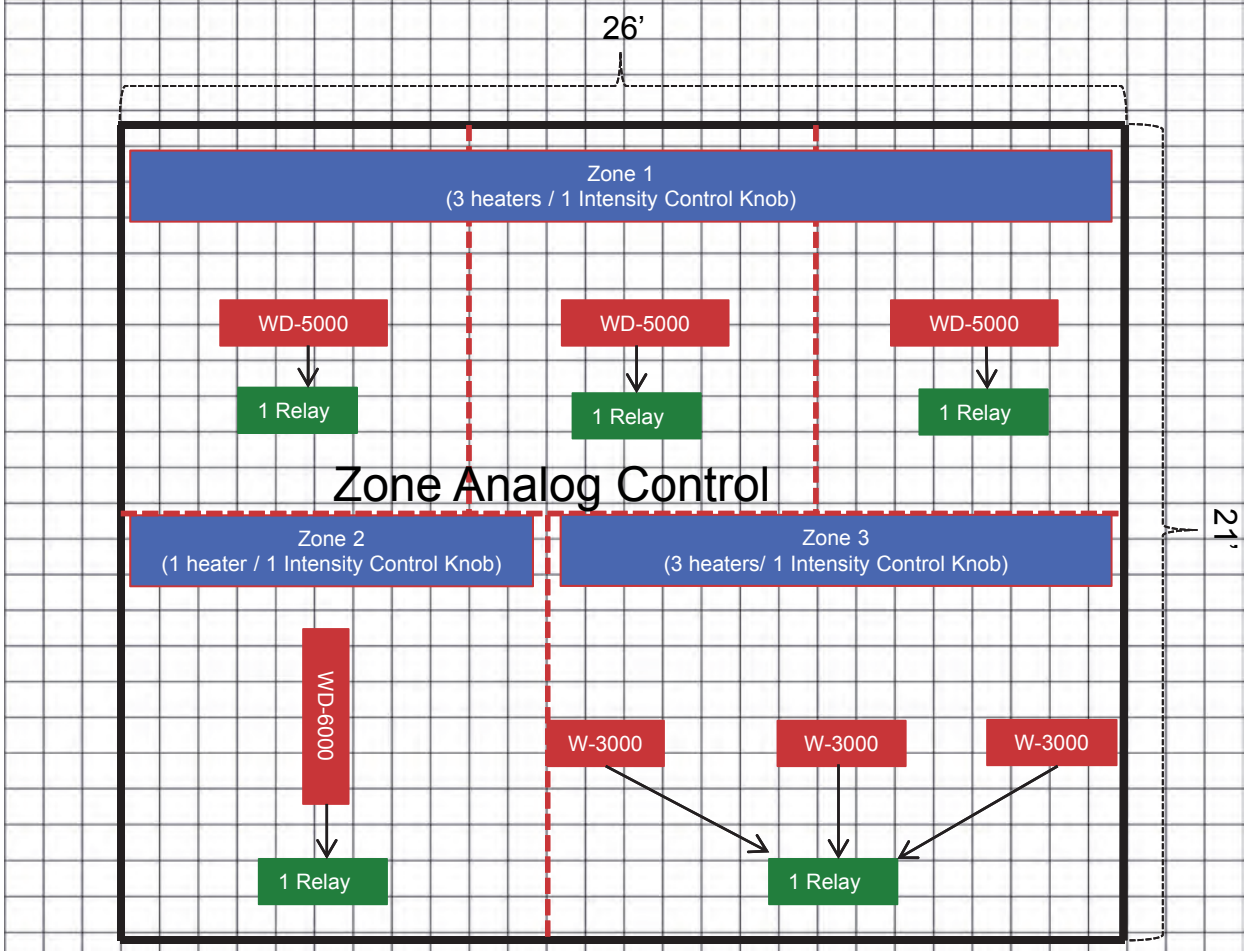 26’
Zone 1
(3 heaters / 1 Intensity Control Knob)
WD-5000
WD-5000
WD-5000
1 Relay
1 Relay
1 Relay
Zone Analog Control
21’
Zone 2
(1 heater / 1 Intensity Control Knob)
Zone 3
(3 heaters/ 1 Intensity Control Knob)
WD-6000
W-3000
W-3000
W-3000
1 Relay
1 Relay